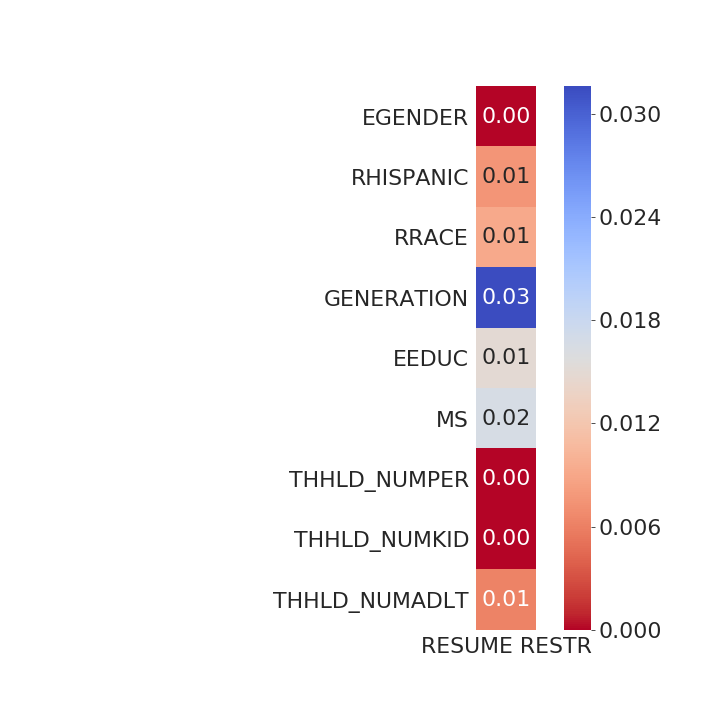 EGENDER 0.00
RHISPANIC 0.01
RRACE 0.01
GENERATION 0.03
EEDUC 0.01
MS 0.02
THHLD_NUMPER 0.00
THHLD_NUMKID 0.00
THHLD_NUMADLT 0.01
RESUME RESTR
0.030
0.024
0.018
0.012
0.006
0.000